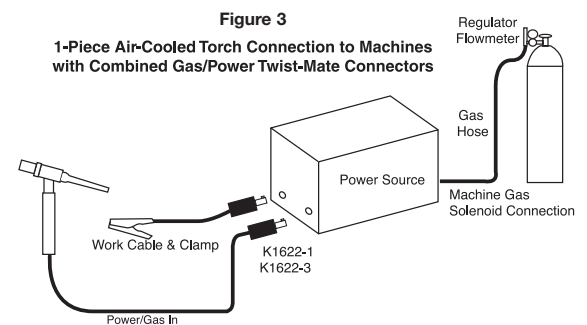 Figure 3
1-Piece Air-Cooled Torch Connection to Machines
with Combined Gas/Power Twist-Mate Connectors
Regulator
Flowmeter
Gas
Hose
Power Source
Machine Gas
Solenoid Connection
Work Cable & Clamp
K1622-1
K1622-3
Power/Gas In